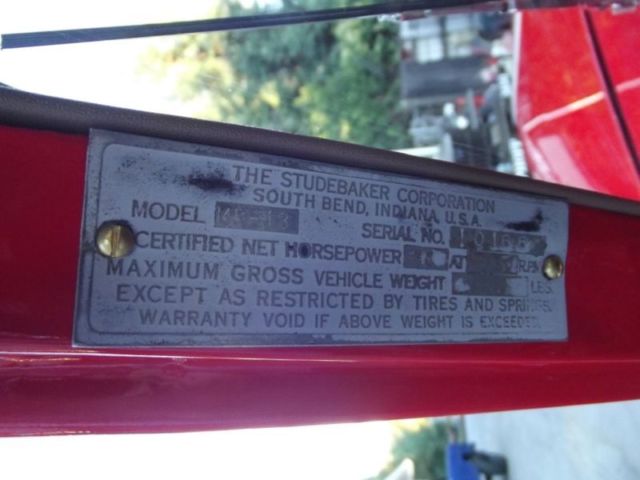 THE STUDEBAKER CORPORATION
SOUTH BEND, INDIANA, U.S.A.
MODEL SERIAL NO.
CERTIFIED NET HORSEPOWER AT R.P.M.
MAXIMUM GROSS VEHICLE WEIGHT LBS.
EXCEPT AS RESTRICTED BY TIRES AND SPRINGS.
WARRANTY VOID IF ABOVE WEIGHT IS EXCEEDED.